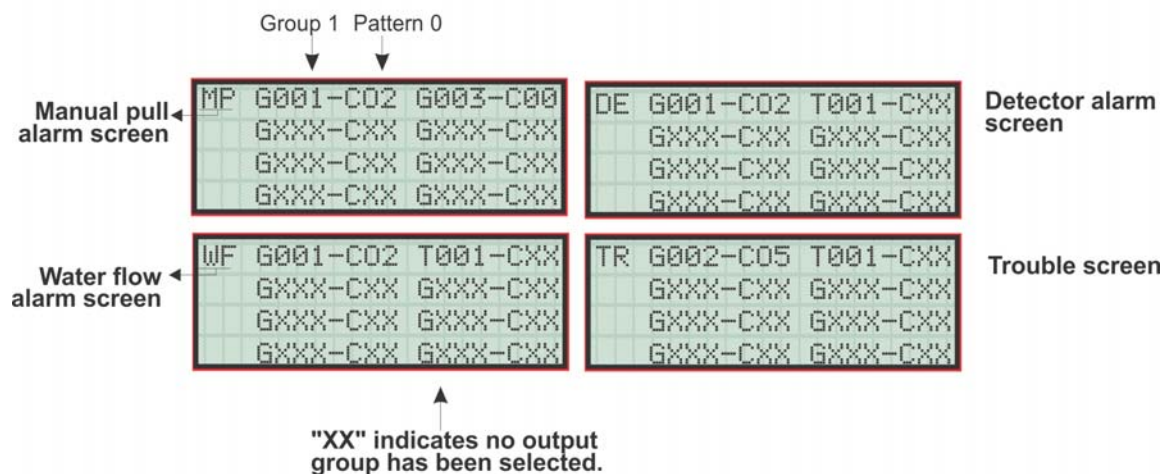 Group 1 Pattern 0
Manual pull
alarm screen
MP G001-C02 G003-C00
GXXX-CXX GXXX-CXX
GXXX-CXX GXXX-CXX
GXXX-CXX GXXX-CXX
DE G001-C02 T001-CXX
GXXX-CXX GXXX-CXX
GXXX-CXX GXXX-CXX
GXXX-CXX GXXX-CXX
Detector alarm
screen
Water flow
alarm screen
WF G001-C02 T001-CXX
GXXX-CXX GXXX-CXX
GXXX-CXX GXXX-CXX
GXXX-CXX GXXX-CXX
TR G002-C05 T001-CXX
GXXX-CXX GXXX-CXX
GXXX-CXX GXXX-CXX
GXXX-CXX GXXX-CXX
Trouble screen
"XX" indicates no output
group has been selected.